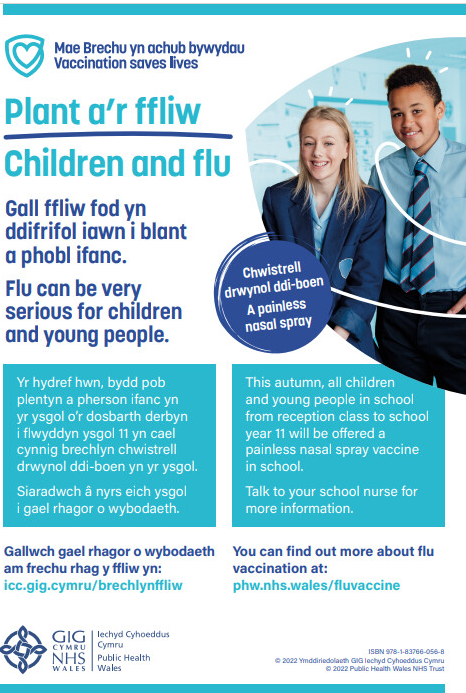 Mae Brechu yn achub bywydau
Vaccination saves lives
Plant a’r ffliw
Children and flu
Gall ffliw fod yn
ddifrifol iawn i blant
a phobl ifanc.
Flu can be very
serious for children
and young people.
Chwistrell
drwynol ddi-boen
A painless
nasal spray
Yr hydref hwn, bydd pob
plentyn a pherson ifanc yn
yr ysgol o’r dosbarth derbyn
i flwyddyn ysgol 11 yn cael
cynnig brechlyn chwistrell
drwynol ddi-boen yn yr ysgol.
Siaradwch â nyrs eich ysgol
i gael rhagor o wybodaeth.
This autumn, all children
and young people in school
from reception class to school
year 11 will be offered a
painless nasal spray vaccine
in school.
Talk to your school nurse for
more information.
Gallwch gael rhagor o wybodaeth
am frechu rhag y ffliw yn:
icc.gig.cymru/brechlynffliw
You can find out more about flu
vaccination at:
phw.nhs.wales/fluvaccine
GIG
CYMRU
NHS
WALES
Iechyd Cyhoeddus
Cymru
Public Health
Wales
ISBN 978-1-83766-056-8
© 2022 Ymddiriedolaeth GIG Iechyd Cyhoeddus Cymru
© 2022 Public Health Wales NHS Trust